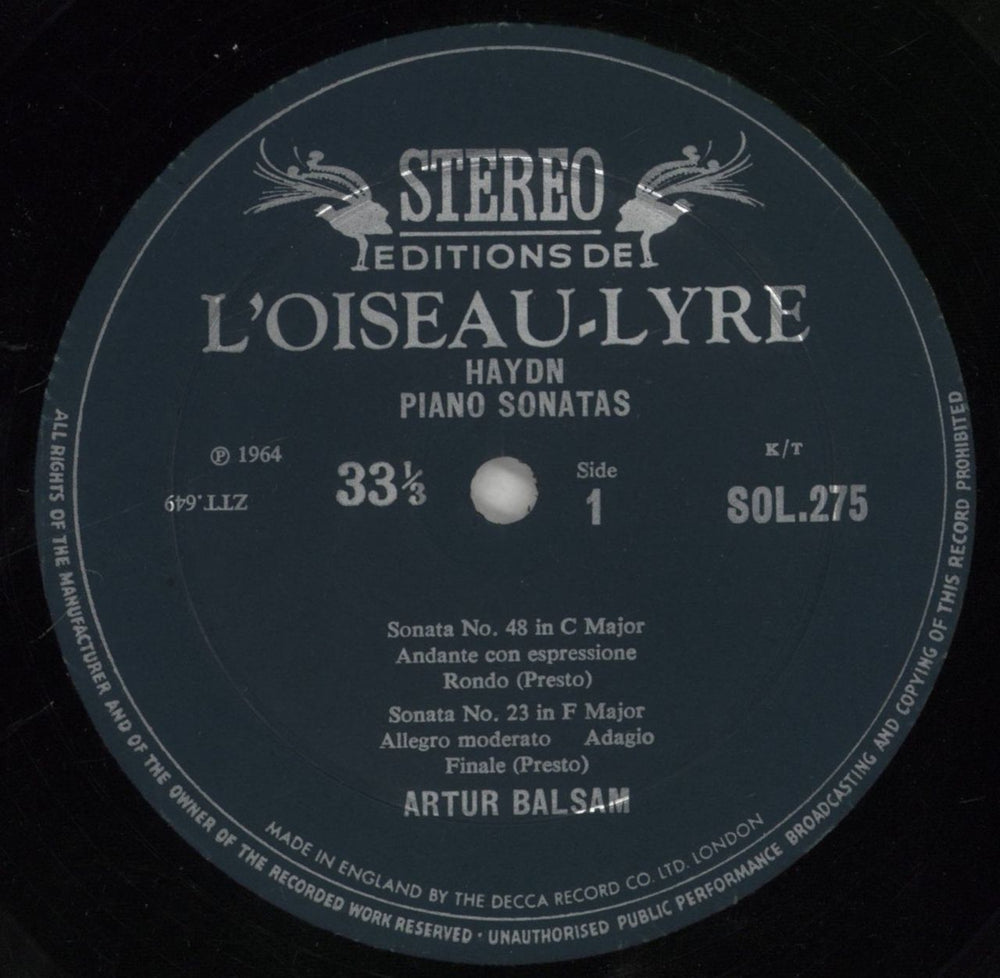 STEREO
EDITIONS DE
L'OISEAU-LYRE
HAYDN
PIANO SONATAS
℗ 1964
ZTT.649
33⅓
Side
1
K/T
SOL.275
Sonata No. 48 in C Major
Andante con espressione
Rondo (Presto)
Sonata No. 23 in F Major
Allegro moderato Adagio
Finale (Presto)
ARTUR BALSAM
MADE IN ENGLAND BY THE DECCA RECORD CO. LTD. LONDON
ALL RIGHTS OF THE MANUFACTURER AND OF THE OWNER OF THE RECORDED WORK RESERVED · UNAUTHORISED PUBLIC PERFORMANCE BROADCASTING AND COPYING OF THIS RECORD PROHIBITED